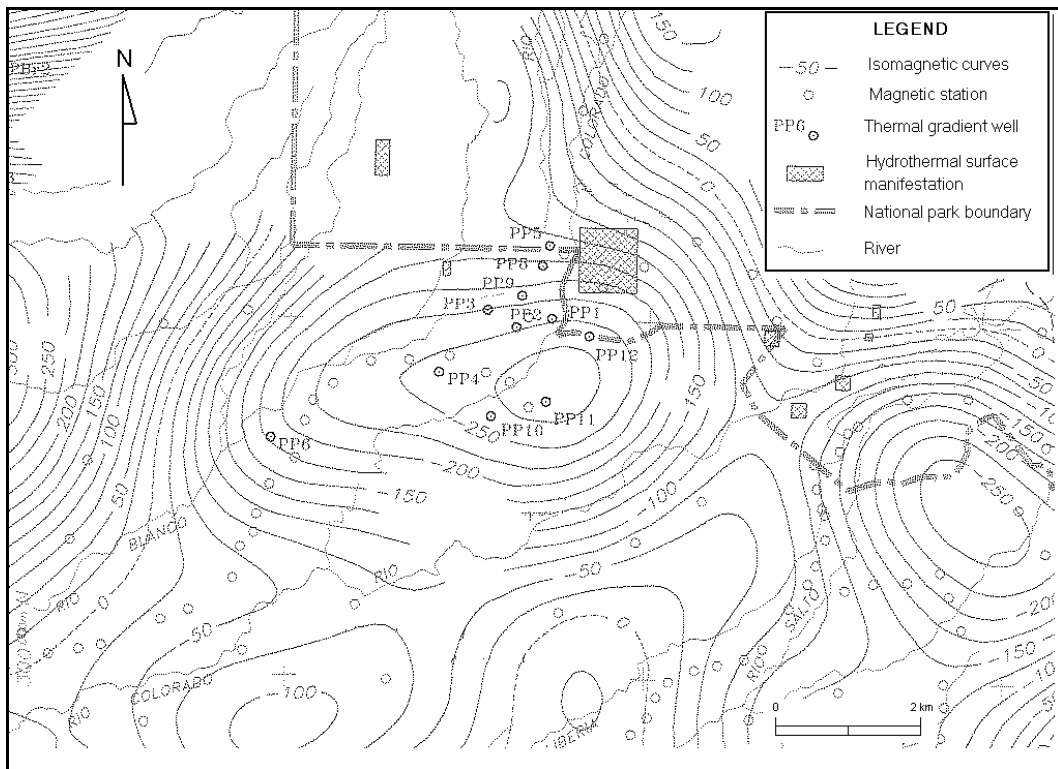 LEGEND
-50 Isomagnetic curves
Magnetic station
PP6 Thermal gradient well
Hydrothermal surface
manifestation
National park boundary
River
N
150
100
50
0
RIO
COLORADO
PP5
PP8
PP9
PP3
PP2
PP1
PP12
PP4
PP11
PP10
PP6
250
-200
-150
-150
-100
-50
250
200
150
100
50
0
-50
-100
50
0
-50
-150
-200
-250
-200
-150
-100
-50
RIO
BLANCO
RIO
COLORADO
RIO
RIO
SALTO
0
2 km